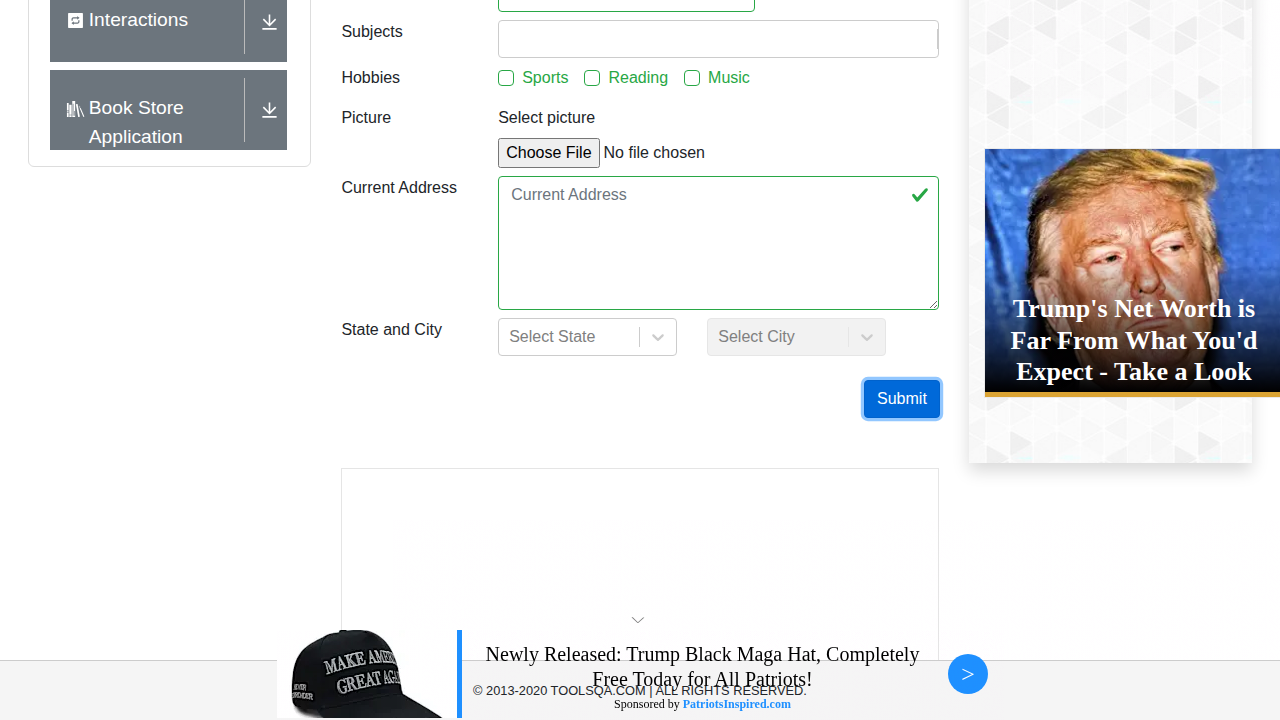 Interactions
Book Store
Application
Subjects
Hobbies
Sports
Reading
Music
Picture
Select picture
Choose File No file chosen
Current Address
Current Address
State and City
Select State
Select City
Submit
Trump's Net Worth is
Far From What You'd
Expect - Take a Look
MAKE AMERI
GREAT AGA
Newly Released: Trump Black Maga Hat, Completely
Free Today for All Patriots!
>
© 2013-2020 TOOLSQA.COM | ALL RIGHTS RESERVED.
Sponsored by PatriotsInspired.com